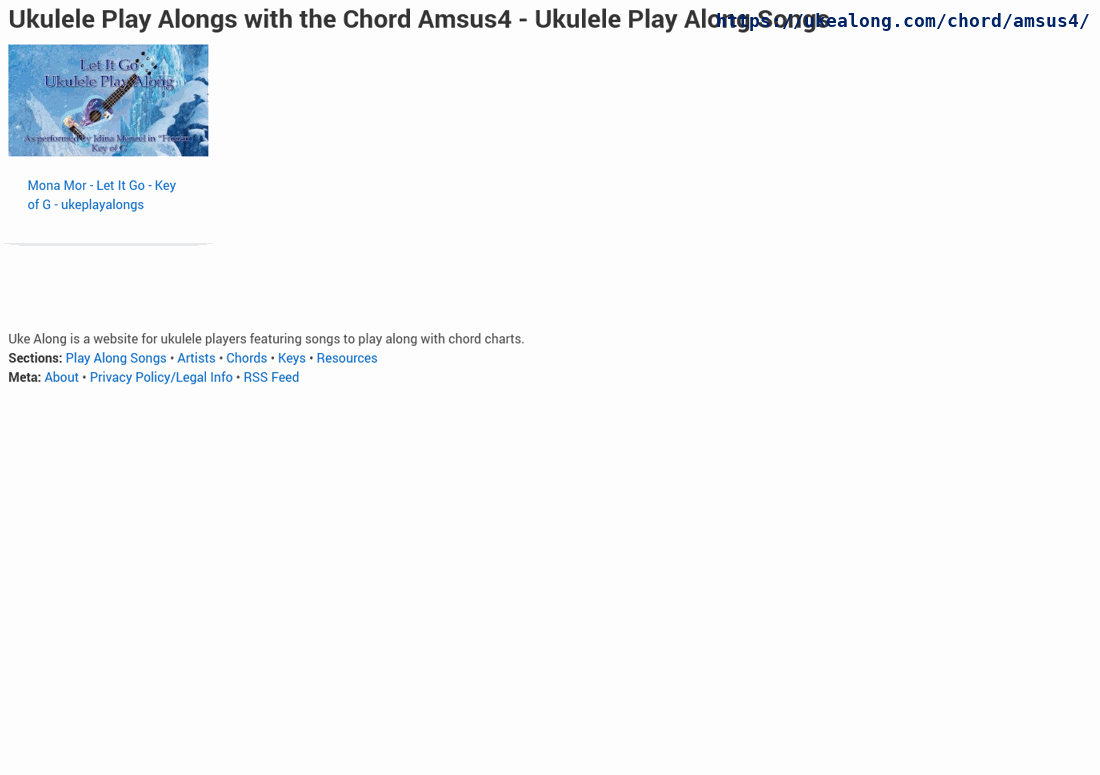 Ukulele Play Alongs with the Chord Amsus4 - Ukulele Play Along Songs
https://ukealong.com/chord/amsus4/
Let It Go
Ukulele Play Along
As performed by Idina Menzel in "Frozen"
Key of G
Mona Mor - Let It Go - Key
of G - ukeplayalongs
Uke Along is a website for ukulele players featuring songs to play along with chord charts.
Sections: Play Along Songs • Artists • Chords • Keys • Resources
Meta: About • Privacy Policy/Legal Info • RSS Feed